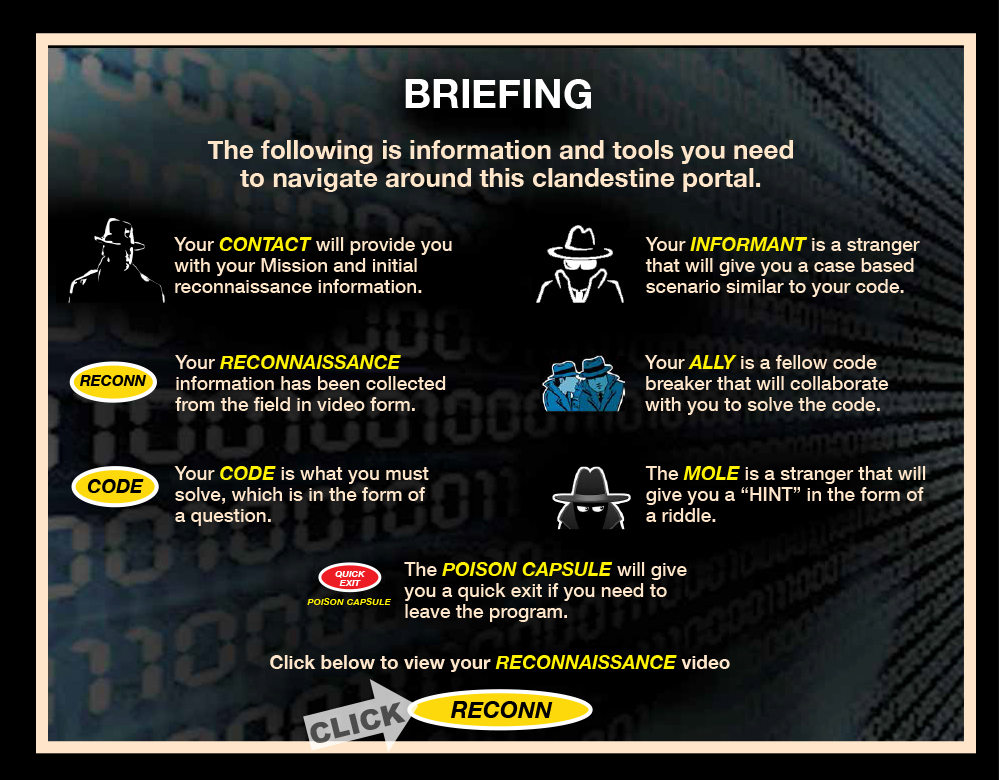 BRIEFING
The following is information and tools you need
to navigate around this clandestine portal.
Your CONTACT will provide you
with your Mission and initial
reconnaissance information.
Your INFORMANT is a stranger
that will give you a case based
scenario similar to your code.
RECONN
Your RECONNAISSANCE
information has been collected
from the field in video form.
Your ALLY is a fellow code
breaker that will collaborate
with you to solve the code.
CODE
Your CODE is what you must
solve, which is in the form of
a question.
The MOLE is a stranger that will
give you a “HINT” in the form of
a riddle.
QUICK
EXIT
POISON CAPSULE
The POISON CAPSULE will give
you a quick exit if you need to
leave the program.
Click below to view your RECONNAISSANCE video
CLICK
RECONN